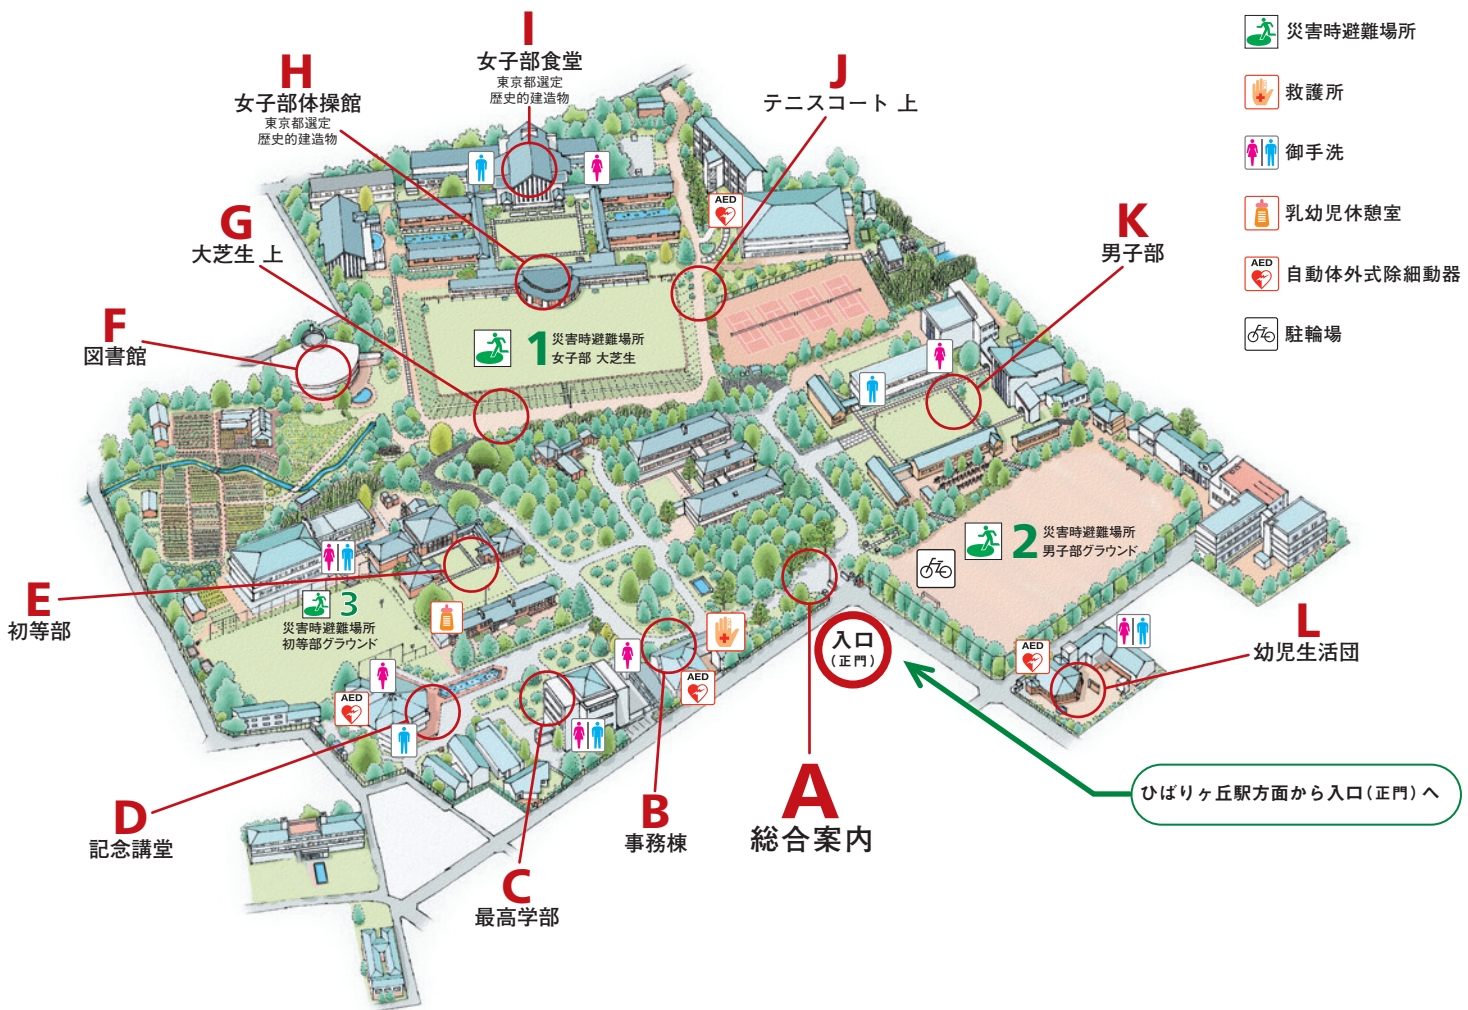 I
女子部食堂
東京都選定
歴史的建造物
H
女子部体操館
東京都選定
歴史的建造物
J
テニスコート 上
G
大芝生 上
K
男子部
F
図書館
E
初等部
D
記念講堂
C
最高学部
B
事務棟
A
総合案内
L
幼児生活団
1
災害時避難場所
女子部 大芝生
2
災害時避難場所
男子部グラウンド
3
災害時避難場所
初等部グラウンド
AED
AED
AED
AED
入口
(正門)
ひばりヶ丘駅方面から入口(正門)へ
災害時避難場所
救護所
御手洗
乳幼児休憩室
AED
自動体外式除細動器
駐輪場